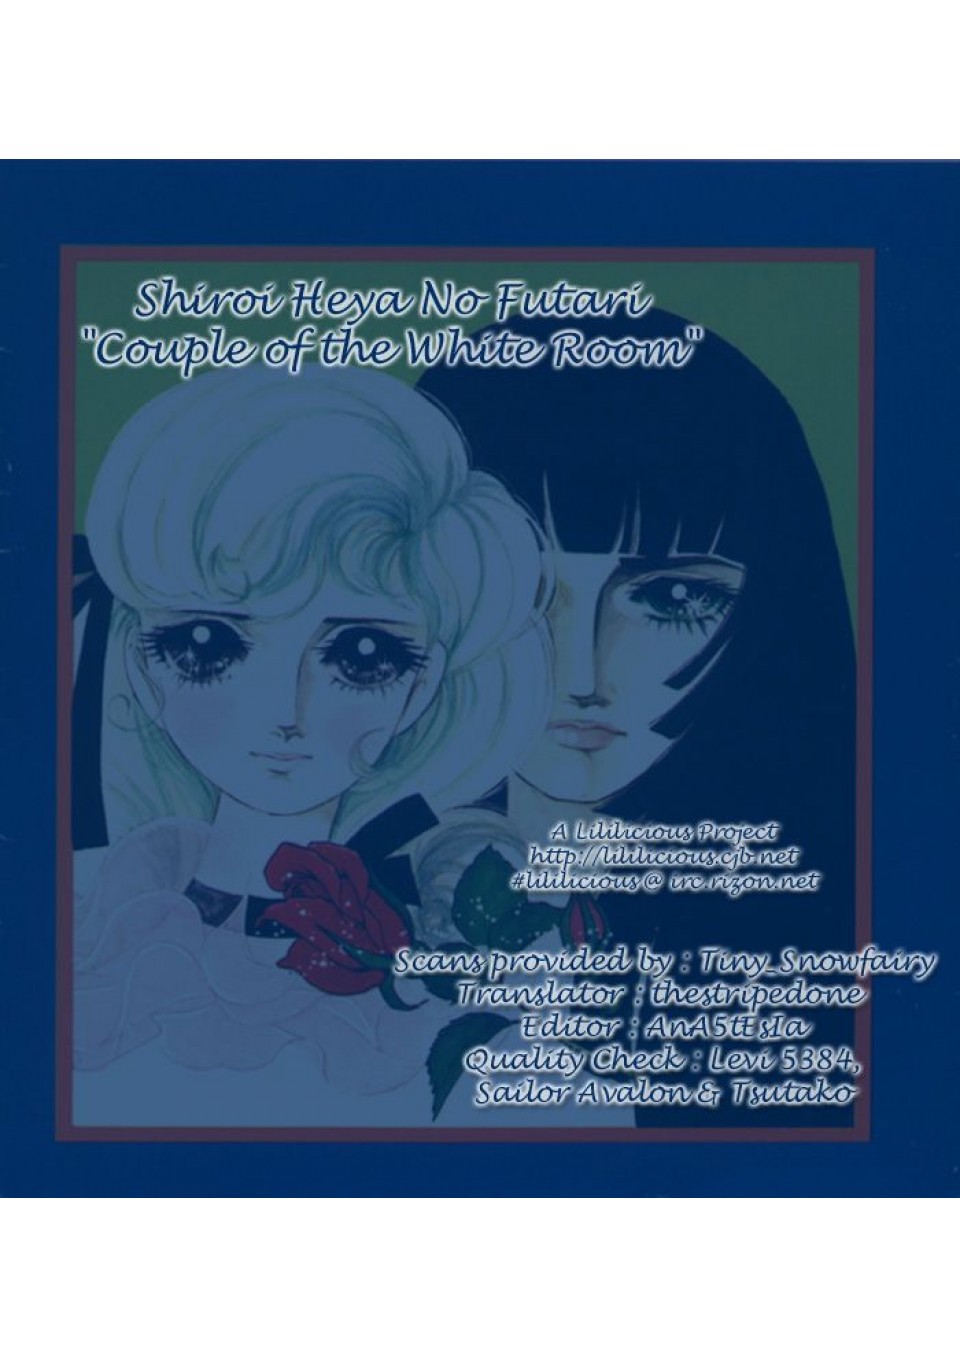 Shiroi Heya No Futari
"Couple of the White Room"
A Lililicious Project
http://lililicious.cjb.net
#lililicious@ irc.rizon.net
Scans provided by : Tiny_Snowfairy
Translator : thestripedone
Editor : AnA5tEsIa
Quality Check : Levi 5384,
Sailor Avalon & Tsutako